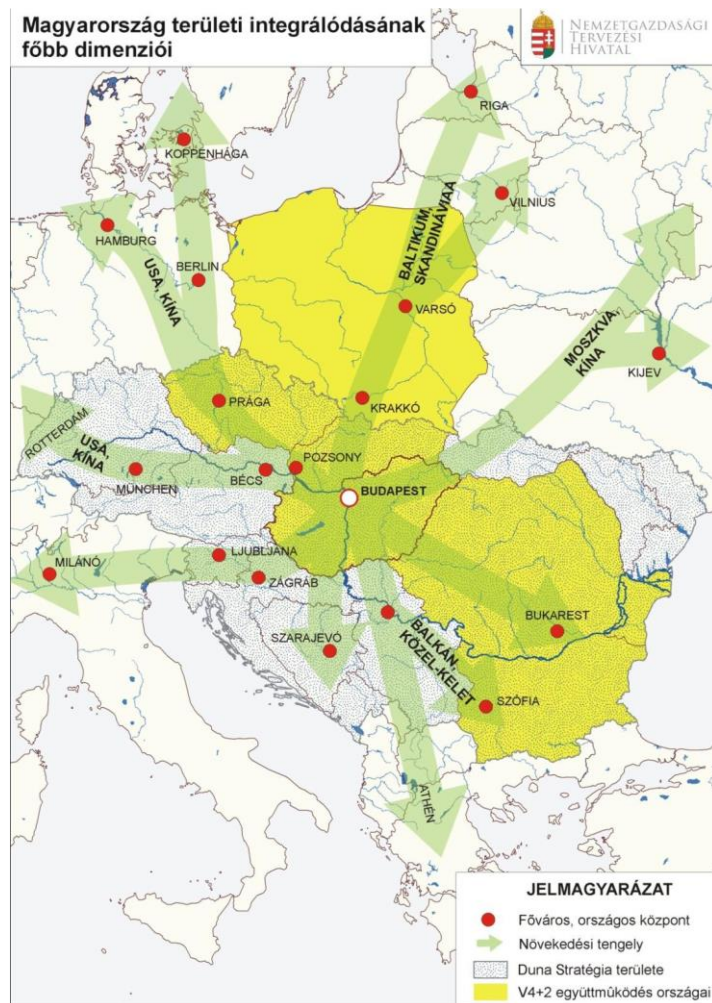 Magyarország területi integrálódásának
főbb dimenziói
NEMZETGAZDASÁGI
TERVEZÉSI
HIVATAL
RIGA
KOPPENHÁGA
VILNIUS
HAMBURG
BALTIKUM,
SKANDINÁVIAA
BERLIN
USA, KÍNA
VARSÓ
MOSZKVA,
KÍNA
KIJEV
PRÁGA
KRAKKÓ
ROTTERDAM
USA,
KÍNA
POZSONY
MÜNCHEN
BÉCS
BUDAPEST
LJUBLJANA
MILÁNÓ
ZÁGRÁB
BUKAREST
SZARAJEVÓ
BALKÁN,
KÖZEL-KELET
SZÓFIA
ATHÉN
JELMAGYARÁZAT
Főváros, országos központ
Növekedési tengely
Duna Stratégia területe
V4+2 együttműködés országai